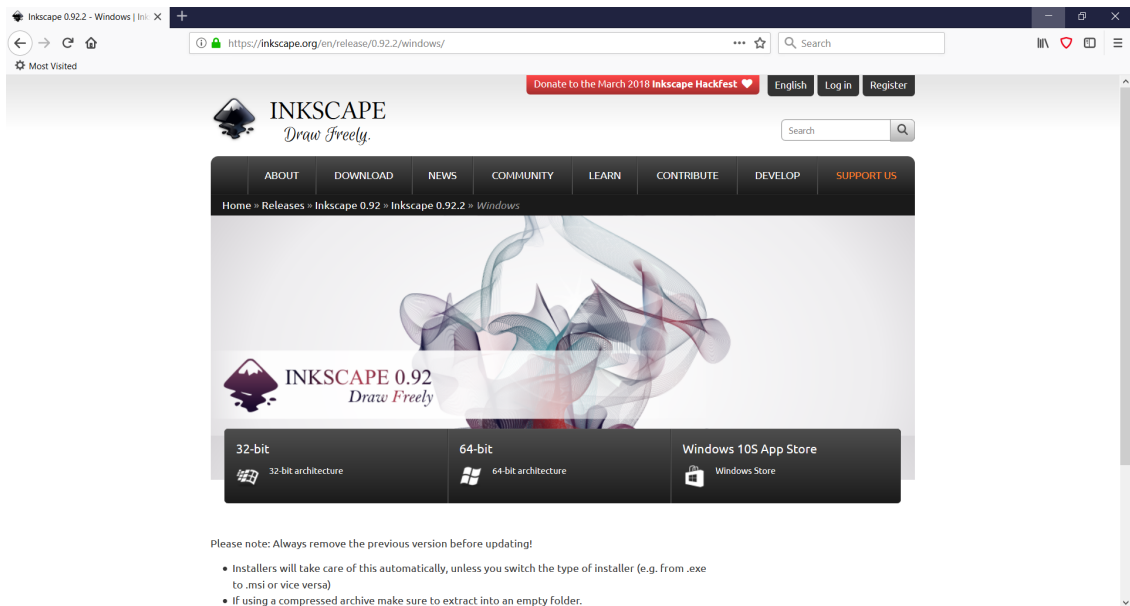 Inkscape 0.92.2 - Windows | Ink
https://inkscape.org/en/release/0.92.2/windows/
Search
Most Visited
Donate to the March 2018 Inkscape Hackfest
English
Log in
Register
INKSCAPE
Draw Freely.
Search
ABOUT DOWNLOAD NEWS COMMUNITY LEARN CONTRIBUTE DEVELOP SUPPORT US
Home » Releases » Inkscape 0.92 » Inkscape 0.92.2 » Windows
INKSCAPE 0.92
Draw Freely
32-bit
32-bit architecture
64-bit
64-bit architecture
Windows 10S App Store
Windows Store
Please note: Always remove the previous version before updating!
• Installers will take care of this automatically, unless you switch the type of installer (e.g. from .exe
to .msi or vice versa)
• If using a compressed archive make sure to extract into an empty folder.